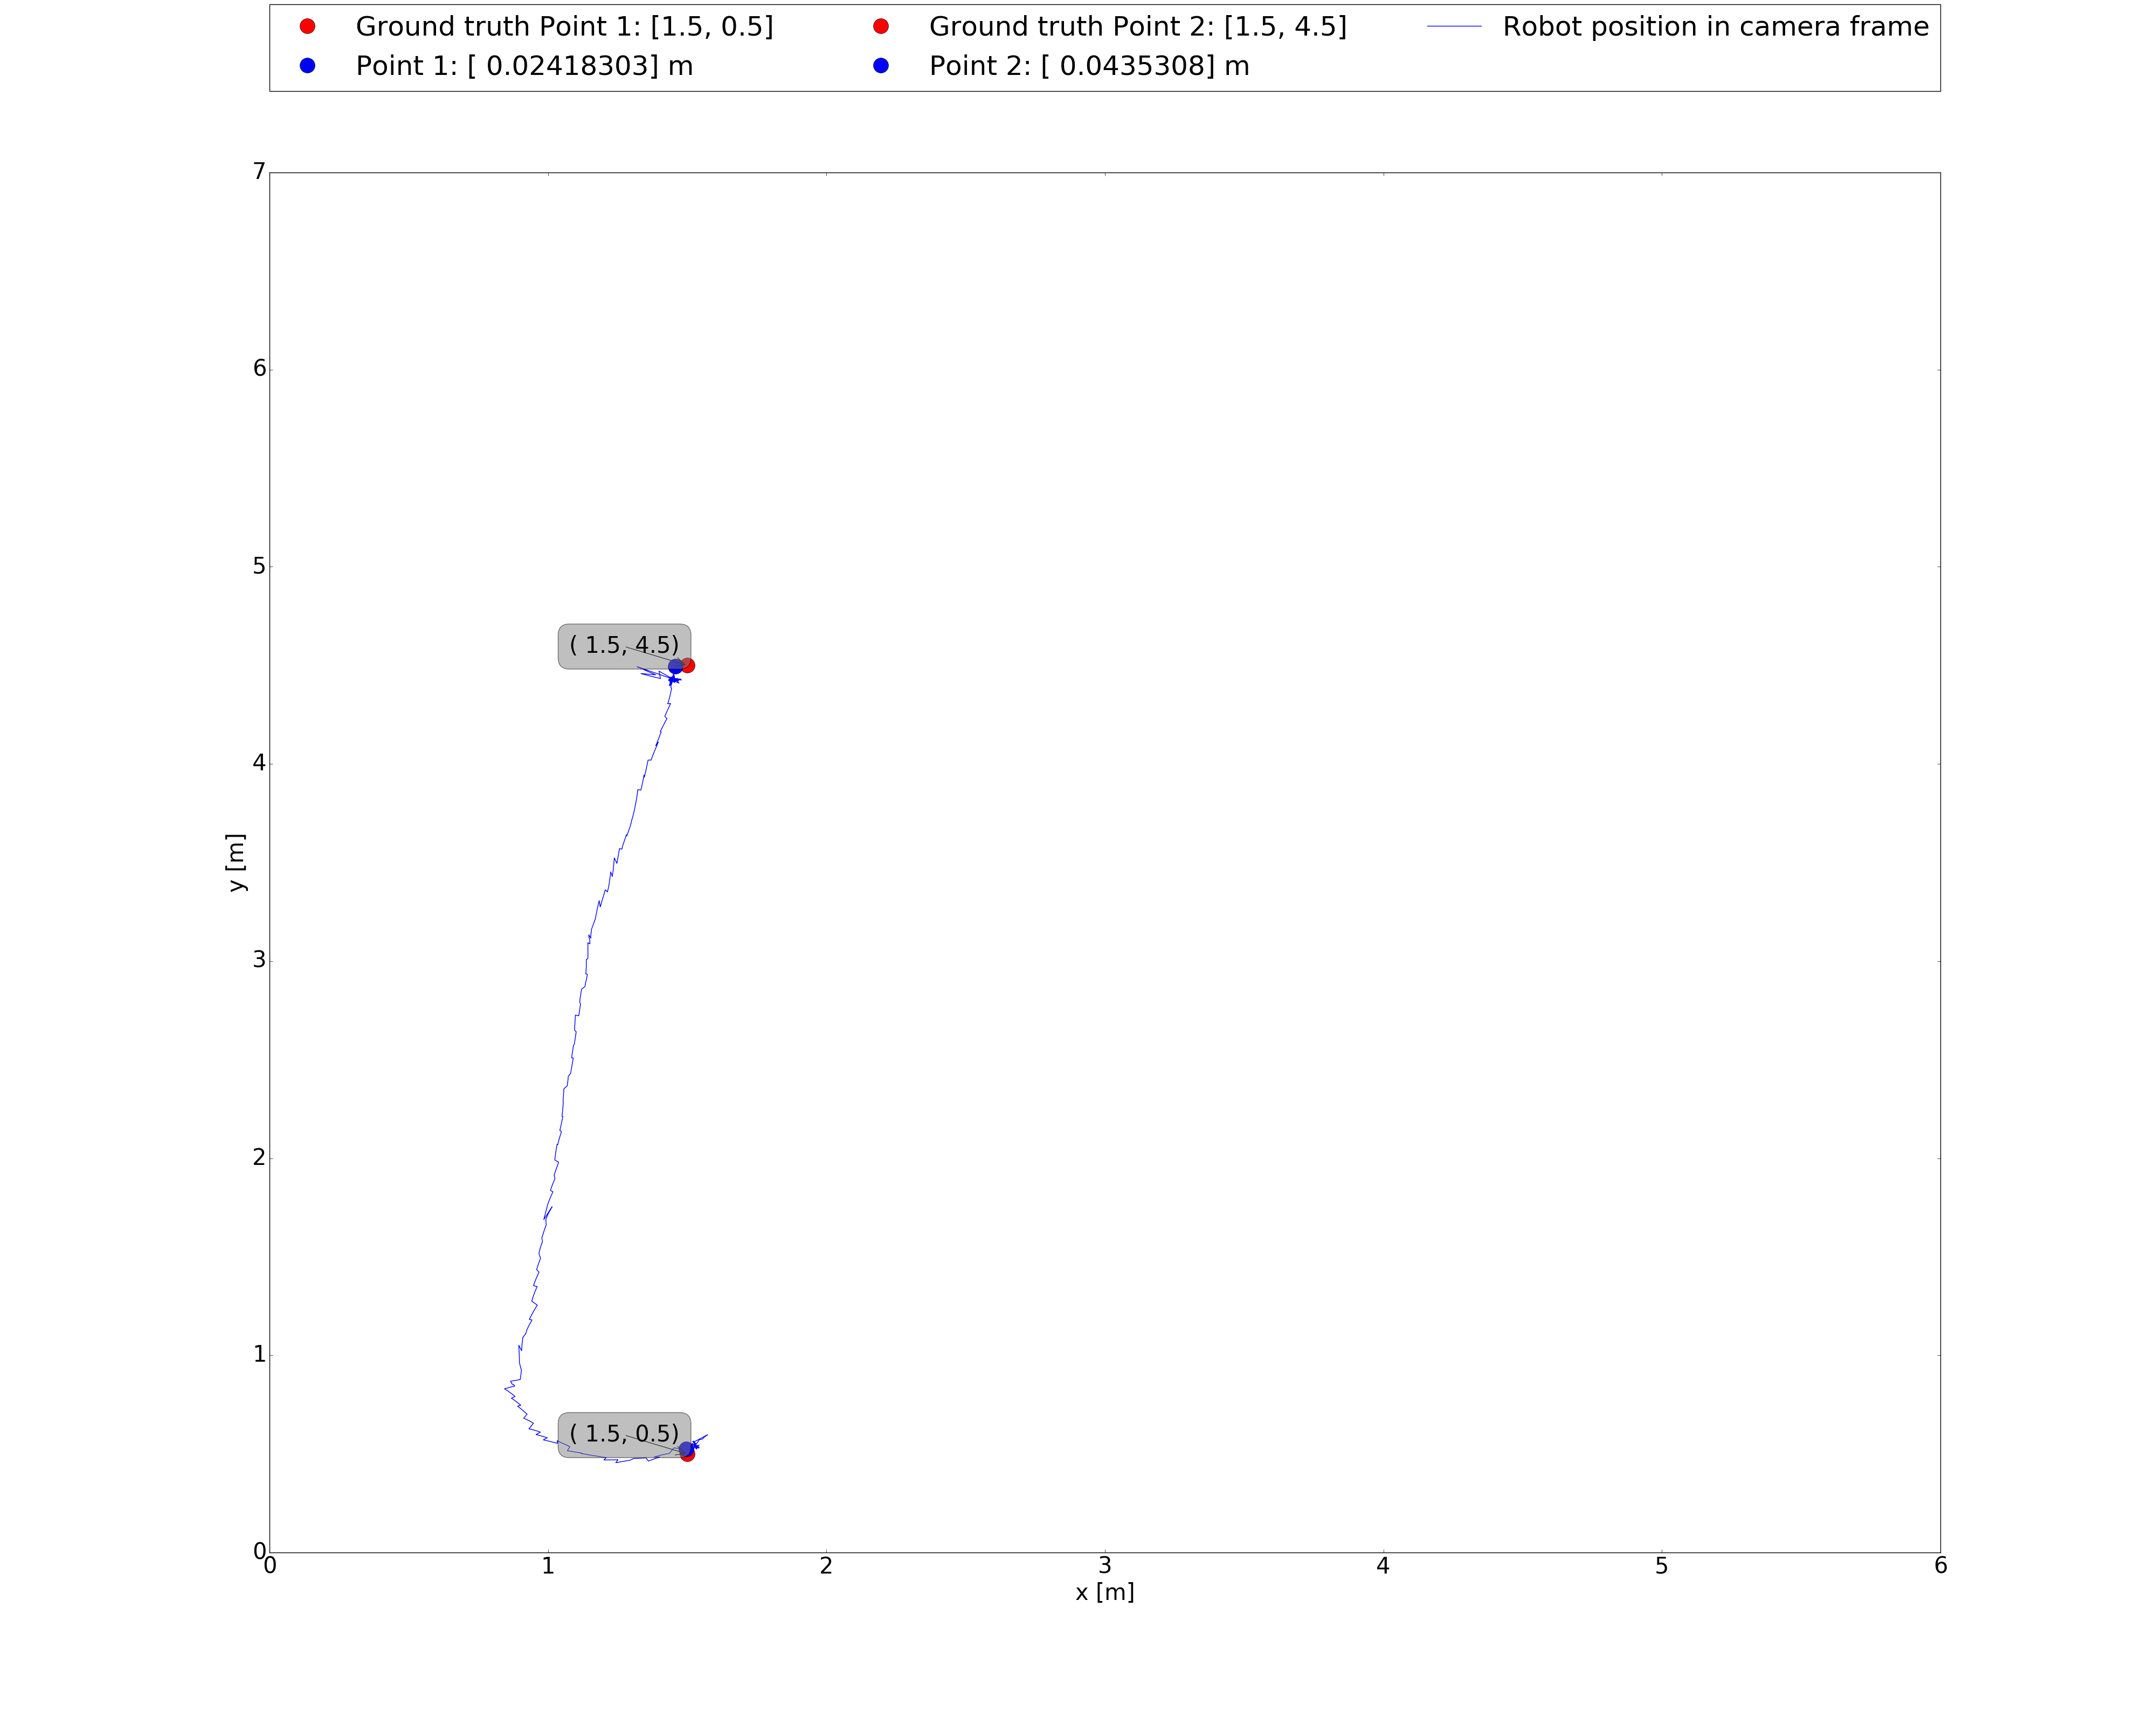 Ground truth Point 1: [1.5, 0.5]
Point 1: [ 0.02418303] m
Ground truth Point 2: [1.5, 4.5]
Point 2: [ 0.0435308] m
Robot position in camera frame
7
6
5
4
3
2
1
0
y [m]
( 1.5, 4.5)
( 1.5, 0.5)
0
1
2
3
4
5
6
x [m]